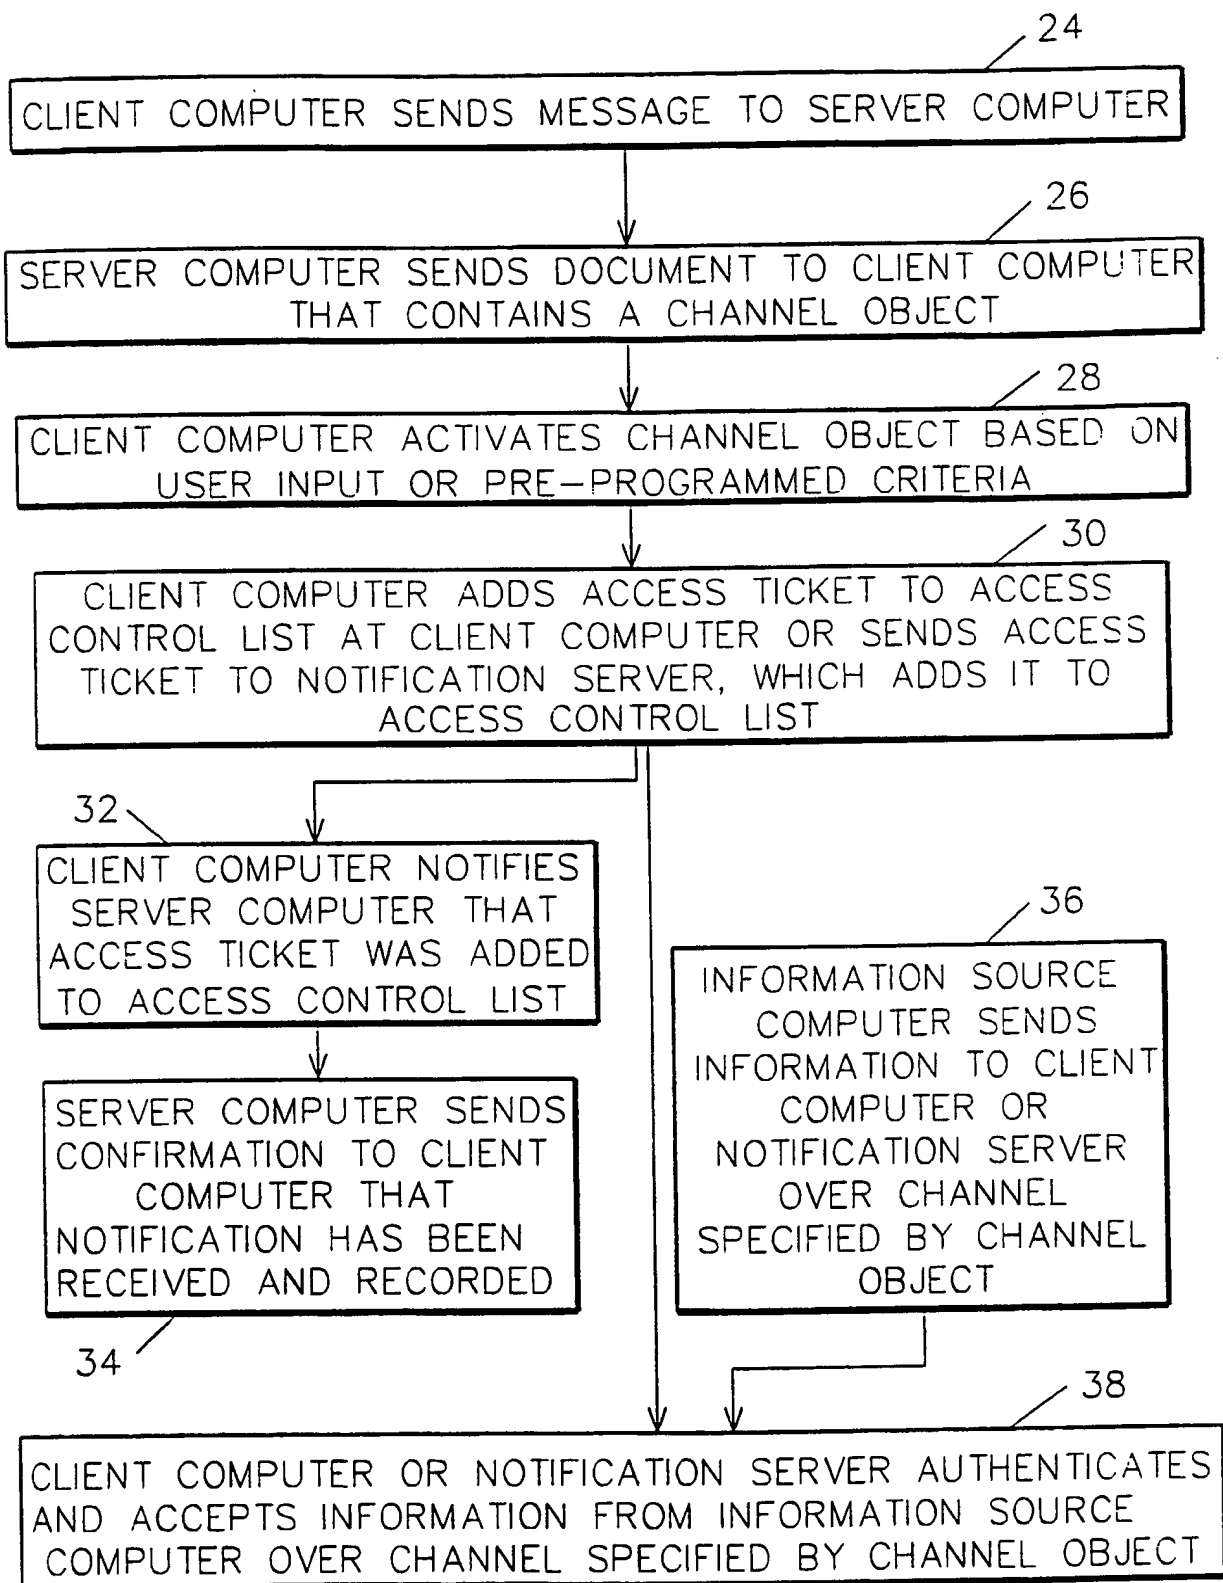 24
CLIENT COMPUTER SENDS MESSAGE TO SERVER COMPUTER
26
SERVER COMPUTER SENDS DOCUMENT TO CLIENT COMPUTER
THAT CONTAINS A CHANNEL OBJECT
28
CLIENT COMPUTER ACTIVATES CHANNEL OBJECT BASED ON
USER INPUT OR PRE-PROGRAMMED CRITERIA
30
CLIENT COMPUTER ADDS ACCESS TICKET TO ACCESS
CONTROL LIST AT CLIENT COMPUTER OR SENDS ACCESS
TICKET TO NOTIFICATION SERVER, WHICH ADDS IT TO
ACCESS CONTROL LIST
32
CLIENT COMPUTER NOTIFIES
SERVER COMPUTER THAT
ACCESS TICKET WAS ADDED
TO ACCESS CONTROL LIST
SERVER COMPUTER SENDS
CONFIRMATION TO CLIENT
COMPUTER THAT
NOTIFICATION HAS BEEN
RECEIVED AND RECORDED
34
36
INFORMATION SOURCE
COMPUTER SENDS
INFORMATION TO CLIENT
COMPUTER OR
NOTIFICATION SERVER
OVER CHANNEL
SPECIFIED BY CHANNEL
OBJECT
38
CLIENT COMPUTER OR NOTIFICATION SERVER AUTHENTICATES
AND ACCEPTS INFORMATION FROM INFORMATION SOURCE
COMPUTER OVER CHANNEL SPECIFIED BY CHANNEL OBJECT